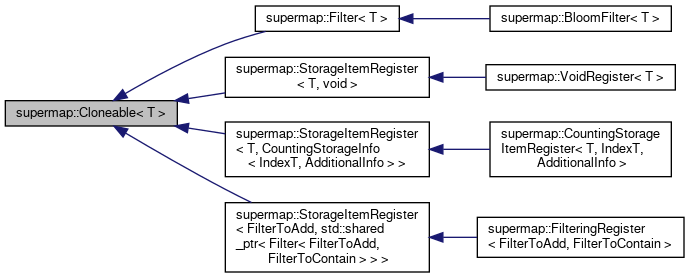 supermap::Filter< T >
supermap::BloomFilter< T >
supermap::StorageItemRegister
< T, void >
supermap::VoidRegister< T >
supermap::Cloneable< T >
supermap::StorageItemRegister
< T, CountingStorageInfo
< IndexT, AdditionalInfo > >
supermap::CountingStorage
ItemRegister< T, IndexT,
AdditionalInfo >
supermap::StorageItemRegister
< FilterToAdd, std::shared
_ptr< Filter< FilterToAdd,
FilterToContain > > >
supermap::FilteringRegister
< FilterToAdd, FilterToContain >